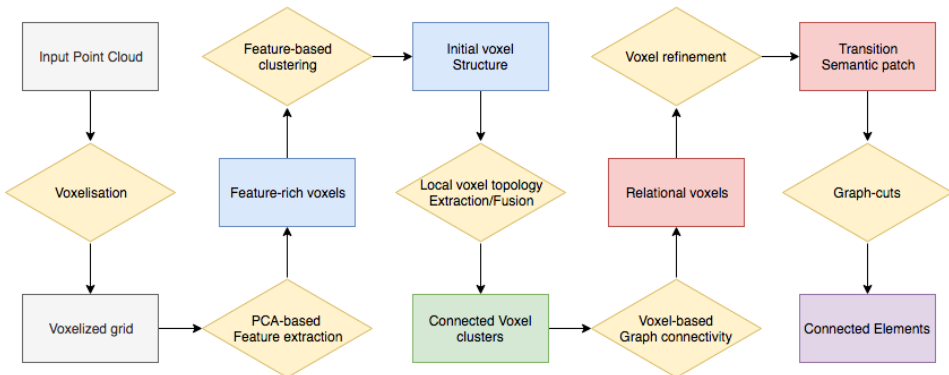 Input Point Cloud
Voxelisation
Voxelized grid
PCA-based
Feature extraction
Feature-rich voxels
Feature-based
clustering
Initial voxel
Structure
Local voxel topology
Extraction/Fusion
Connected Voxel
clusters
Voxel-based
Graph connectivity
Relational voxels
Voxel refinement
Transition
Semantic patch
Graph-cuts
Connected Elements